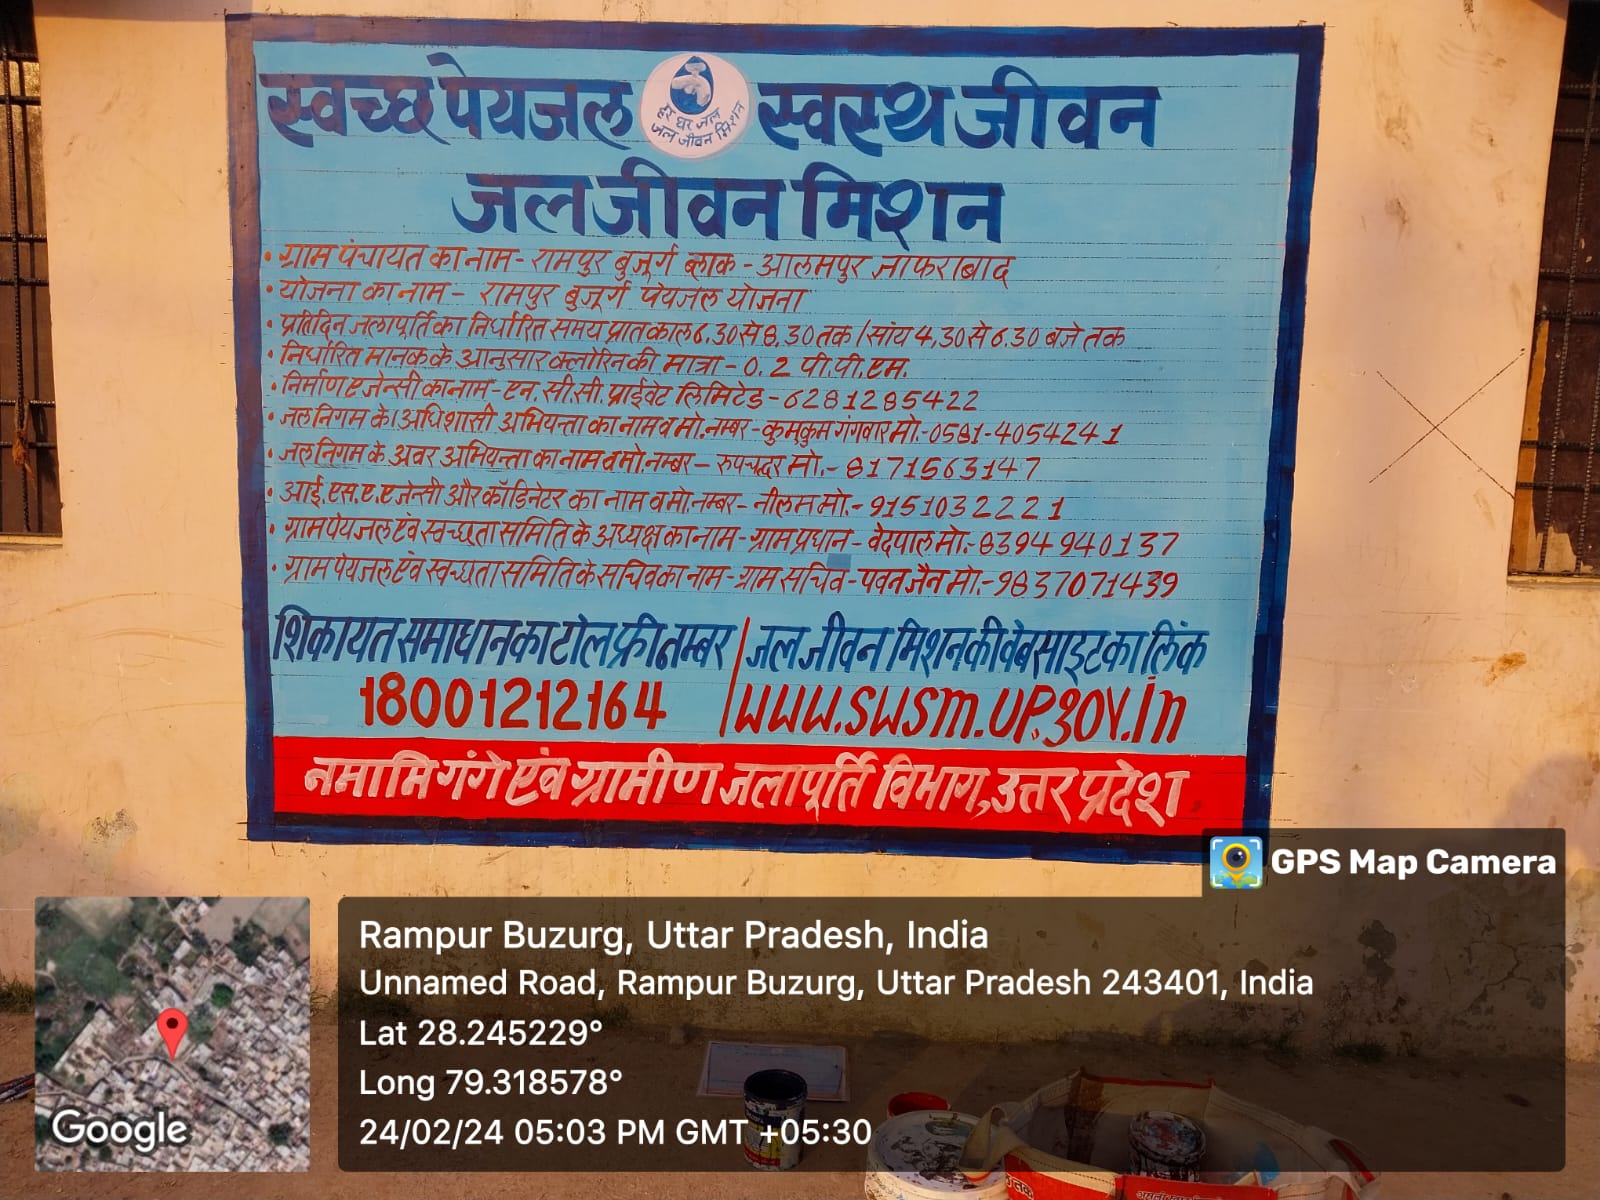 स्वच्छ पेयजल स्वस्थ जीवन
हर घर जल
जल जीवन मिशन
जल जीवन मिशन
• ग्राम पंचायत का नाम - रामपुर बुजुर्ग ब्लाक - आलमपुर जाफराबाद
• योजना का नाम - रामपुर बुजूर्ग पेयजल योजना
• प्रतिदिन जलापूर्ति का निर्धारित समय प्रातकाल 6.30 से 8.30 तक / सांय 4.30 से 6.30 बजे तक
• निर्धारित मानक के अनुसार क्लोरिन की मात्रा - 0.2 पी.पी.एम.
• निर्माण एजेन्सी का नाम - एन.सी.सी. प्राईवेट लिमिटेड - 6281285422
• जल निगम के अधिशासी अभियन्ता का नाम व मो. नम्बर - कुमकुम गंगवार मो.- 0581-4054241
• जल निगम के अवर अभियन्ता का नाम व मो. नम्बर - रुपचन्दर मो.- 8171563147
• आई.एस.ए. एजेन्सी और कॉडिनेटर का नाम व मो. नम्बर - नीलम मो.- 9151032221
• ग्राम पेयजल एंव स्वच्छता समिति के अध्यक्ष का नाम - ग्राम प्रधान - वेदपाल मो.- 8394940137
• ग्राम पेयजल एंव स्वच्छता समिति के सचिव का नाम - ग्राम सचिव - पवन जैन मो.- 9837071439
शिकायत समाधान का टोल फ्री नम्बर / जल जीवन मिशन की वेबसाइट का लिंक
18001212164 / www.swsm.up.gov.in
नमामि गंगे एंव ग्रामीण जलापूर्ति विभाग, उत्तर प्रदेश
GPS Map Camera
Rampur Buzurg, Uttar Pradesh, India
Unnamed Road, Rampur Buzurg, Uttar Pradesh 243401, India
Lat 28.245229°
Long 79.318578°
24/02/24 05:03 PM GMT +05:30
Google